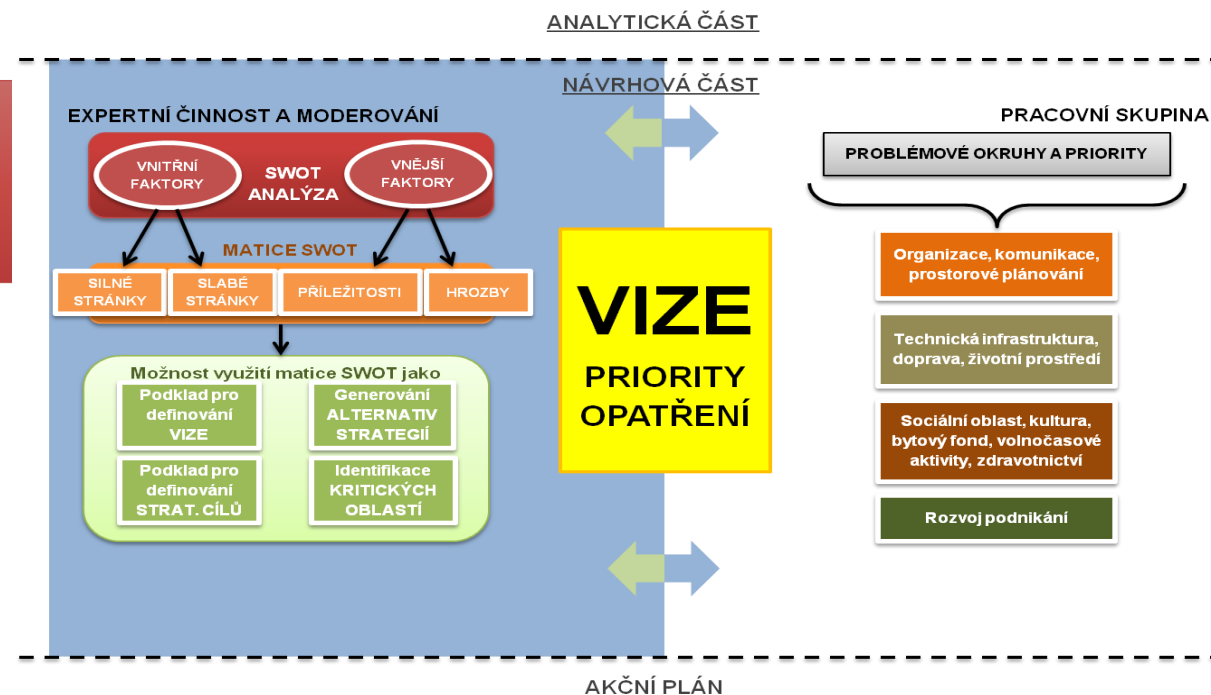 ANALYTICKÁ ČÁST
NÁVRHOVÁ ČÁST
EXPERTNÍ ČINNOST A MODEROVÁNÍ
VNITŘNÍ
FAKTORY
SWOT
ANALÝZA
VNĚJŠÍ
FAKTORY
MATICE SWOT
SILNÉ
STRÁNKY
SLABÉ
STRÁNKY
PŘÍLEŽITOSTI
HROZBY
Možnost využití matice SWOT jako
Podklad pro
definování
VIZE
Generování
ALTERNATIV
STRATEGIÍ
Podklad pro
definování
STRAT. CÍLŮ
Identifikace
KRITICKÝCH
OBLASTÍ
VIZE
PRIORITY
OPATŘENÍ
PRACOVNÍ SKUPINA
PROBLÉMOVÉ OKRUHY A PRIORITY
Organizace, komunikace,
prostorové plánování
Technická infrastruktura,
doprava, životní prostředí
Sociální oblast, kultura,
bytový fond, volnočasové
aktivity, zdravotnictví
Rozvoj podnikání
AKČNÍ PLÁN